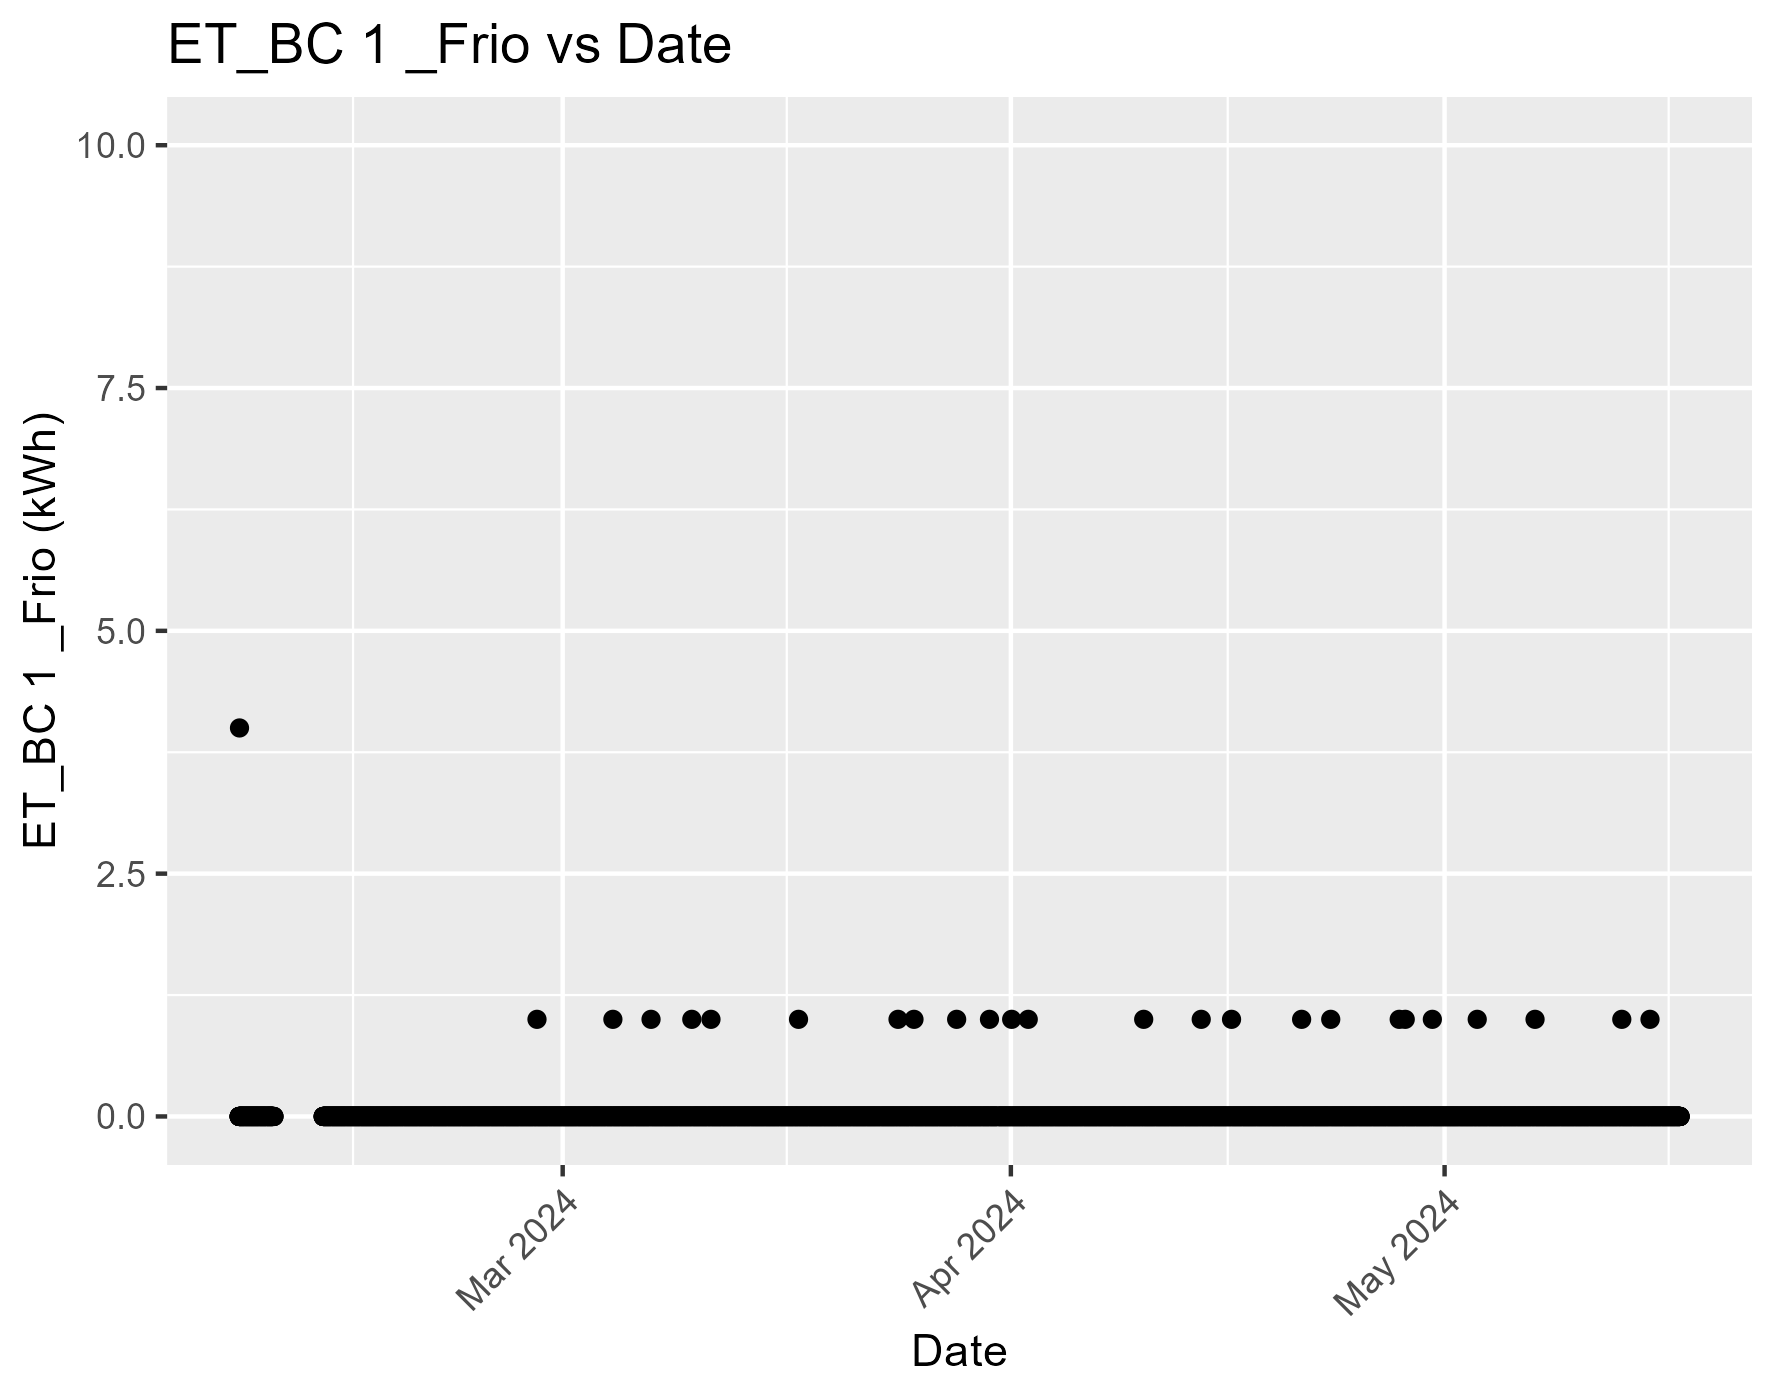 ET_BC 1 _Frio vs Date
ET_BC 1 _Frio (kWh)
10.0
7.5
5.0
2.5
0.0
Mar 2024
Apr 2024
May 2024
Date